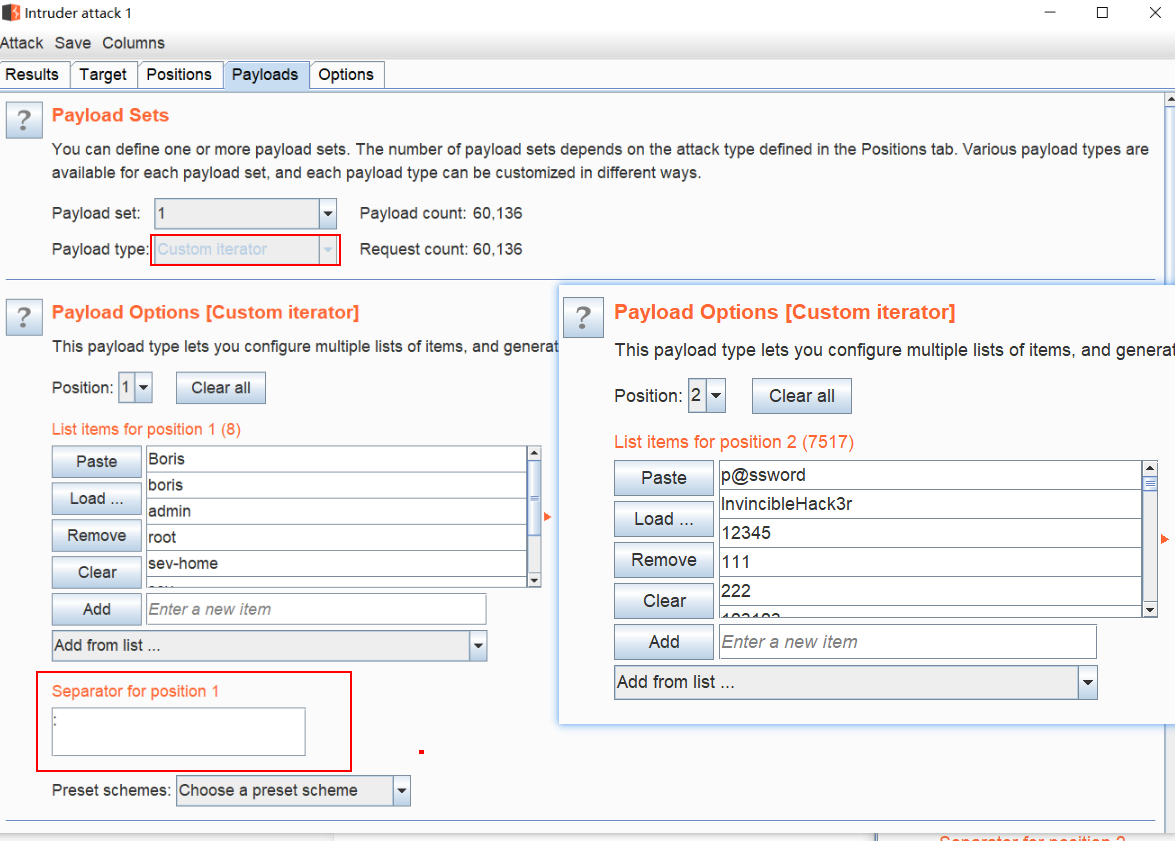 Intruder attack 1
Attack Save Columns
Results Target Positions Payloads Options
? Payload Sets
You can define one or more payload sets. The number of payload sets depends on the attack type defined in the Positions tab. Various payload types are
available for each payload set, and each payload type can be customized in different ways.
Payload set: 1 Payload count: 60,136
Payload type: Custom iterator Request count: 60,136
? Payload Options [Custom iterator]
This payload type lets you configure multiple lists of items, and generat
Position: 1 Clear all
List items for position 1 (8)
Paste Boris
Load ... boris
admin
Remove root
Clear sev-home
Add Enter a new item
Add from list ...
Separator for position 1
:
Preset schemes: Choose a preset scheme
? Payload Options [Custom iterator]
This payload type lets you configure multiple lists of items, and generat
Position: 2 Clear all
List items for position 2 (7517)
Paste p@ssword
InvincibleHack3r
Load ... 12345
Remove 111
Clear 222
123123
Add Enter a new item
Add from list ...
Separator for position 2